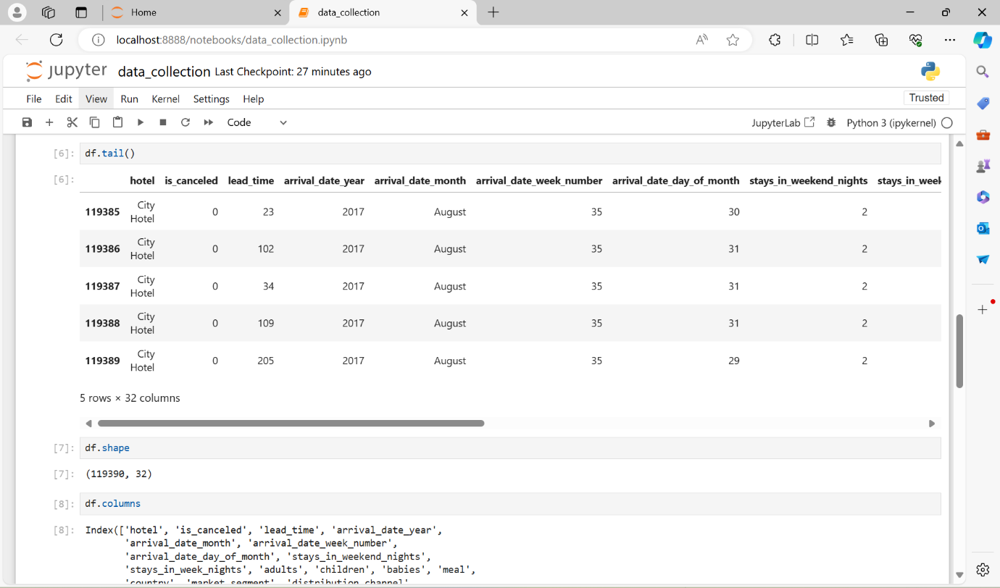 Home
data_collection
localhost:8888/notebooks/data_collection.ipynb
jupyter data_collection Last Checkpoint: 27 minutes ago
File Edit View Run Kernel Settings Help
Trusted
Code
JupyterLab
Python 3 (ipykernel)
[6]: df.tail()
[6]:
hotel is_canceled lead_time arrival_date_year arrival_date_month arrival_date_week_number arrival_date_day_of_month stays_in_weekend_nights stays_in_week
119385 City Hotel 0 23 2017 August 35 30 2
119386 City Hotel 0 102 2017 August 35 31 2
119387 City Hotel 0 34 2017 August 35 31 2
119388 City Hotel 0 109 2017 August 35 31 2
119389 City Hotel 0 205 2017 August 35 29 2
5 rows × 32 columns
[7]: df.shape
[7]: (119390, 32)
[8]: df.columns
[8]: Index(['hotel', 'is_canceled', 'lead_time', 'arrival_date_year',
'arrival_date_month', 'arrival_date_week_number',
'arrival_date_day_of_month', 'stays_in_weekend_nights',
'stays_in_week_nights', 'adults', 'children', 'babies', 'meal',
'country', 'market_segment', 'distribution_channel',